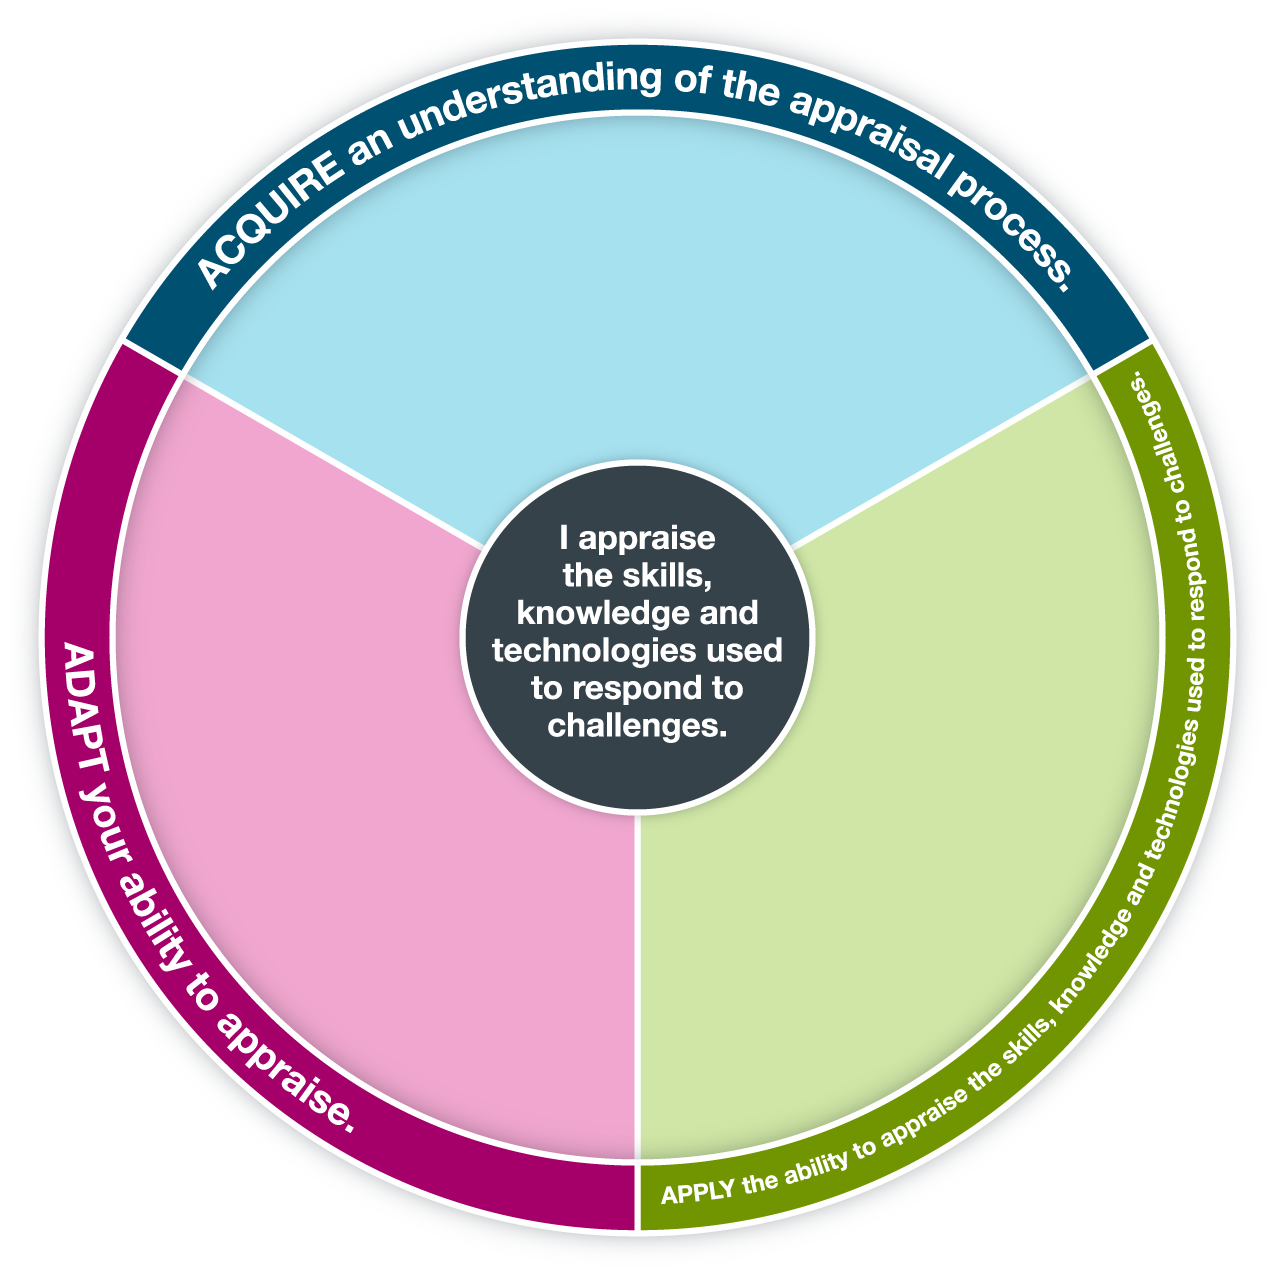 ACQUIRE an understanding of the appraisal process.
APPLY the ability to appraise the skills, knowledge and technologies used to respond to challenges.
ADAPT your ability to appraise.
I appraise
the skills,
knowledge and
technologies used
to respond to
challenges.